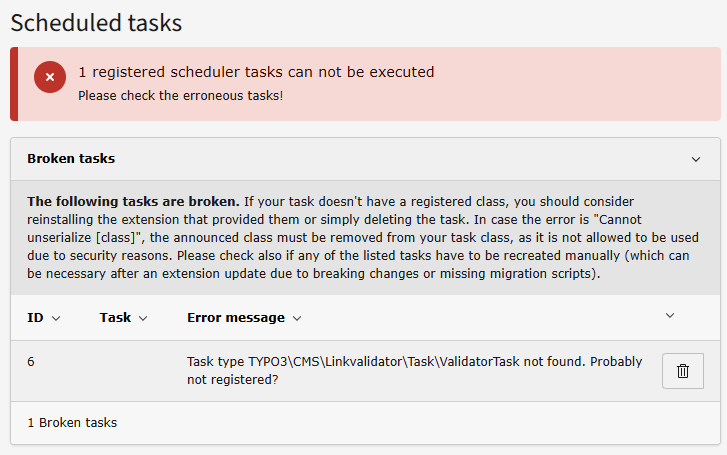 Scheduled tasks
1 registered scheduler tasks can not be executed
Please check the erroneous tasks!
Broken tasks
The following tasks are broken. If your task doesn't have a registered class, you should consider
reinstalling the extension that provided them or simply deleting the task. In case the error is "Cannot
unserialize [class]", the announced class must be removed from your task class, as it is not allowed to be used
due to security reasons. Please check also if any of the listed tasks have to be recreated manually (which can
be necessary after an extension update due to breaking changes or missing migration scripts).
ID Task Error message
6 Task type TYPO3\CMS\Linkvalidator\Task\ValidatorTask not found. Probably
not registered?
1 Broken tasks